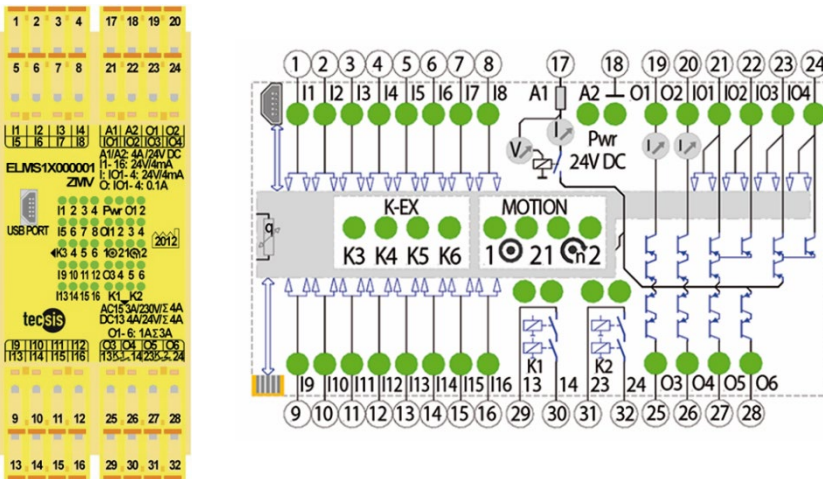 1 2 3 4 17 18 19 20
5 6 7 8 21 22 23 24
I1 I2 I3 I4 A1 A2 O1 O2
I5 I6 I7 I8 IO1 IO2 IO3 IO4
A1/A2: 4A/24V DC
I1- 16: 24V/4mA
I: IO1- 4: 24V/4mA
O: IO1- 4: 0.1A
ELMS1X000001
ZMV
USB PORT
I1 2 3 4 Pwr O1 2
I5 6 7 8 OI1 2 3 4
K3 4 5 6 1 21 n 2
I9 10 11 12 O3 4 5 6
I13 14 15 16 K1 K2
2012
tecsis
AC15 3A/230V/Σ 4A
DC13 4A/24V/Σ 4A
O1- 6: 1AΣ3A
I9 I10 I11 I12 O3 O4 O5 O6
I13 I14 I15 I16 13 14 23 24
9 10 11 12 25 26 27 28
13 14 15 16 29 30 31 32
1 2 3 4 5 6 7 8 17 18 19 20 21 22 23 24
I1 I2 I3 I4 I5 I6 I7 I8 A1 A2 O1 O2 IO1 IO2 IO3 IO4
V I Pwr I I
24V DC
K-EX MOTION
q
K3 K4 K5 K6 1 21 n 2
K1 K2
13 14 23 24
I9 I10 I11 I12 I13 I14 I15 I16 O3 O4 O5 O6
9 10 11 12 13 14 15 16 29 30 31 32 25 26 27 28